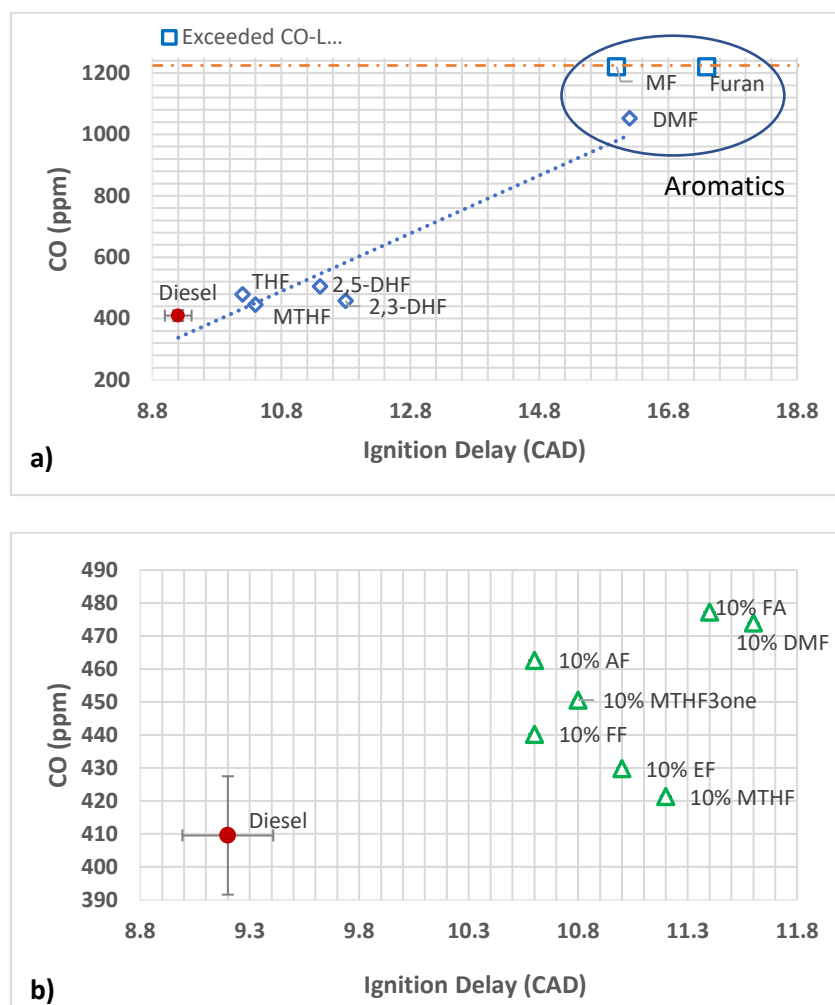 Exceeded CO-L...
1200
1000
800
600
400
200
CO (ppm)
MF
Furan
DMF
Aromatics
THF
2,5-DHF
Diesel
MTHF
2,3-DHF
8.8 10.8 12.8 14.8 16.8 18.8
Ignition Delay (CAD)
a)
490
480
470
460
450
440
430
420
410
400
390
CO (ppm)
10% FA
10% DMF
10% AF
10% MTHF3one
10% FF
10% EF
10% MTHF
Diesel
8.8 9.3 9.8 10.3 10.8 11.3 11.8
Ignition Delay (CAD)
b)